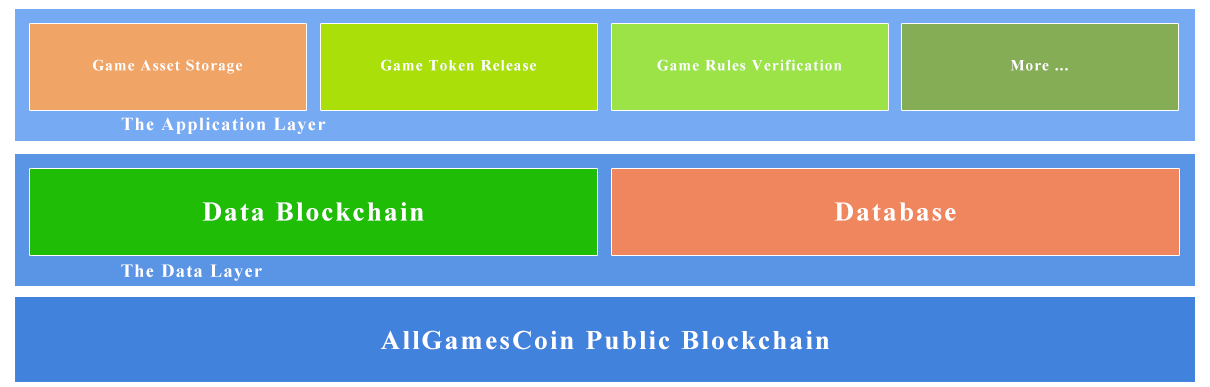 Game Asset Storage
Game Token Release
Game Rules Verification
More ...
The Application Layer
Data Blockchain
Database
The Data Layer
AllGamesCoin Public Blockchain